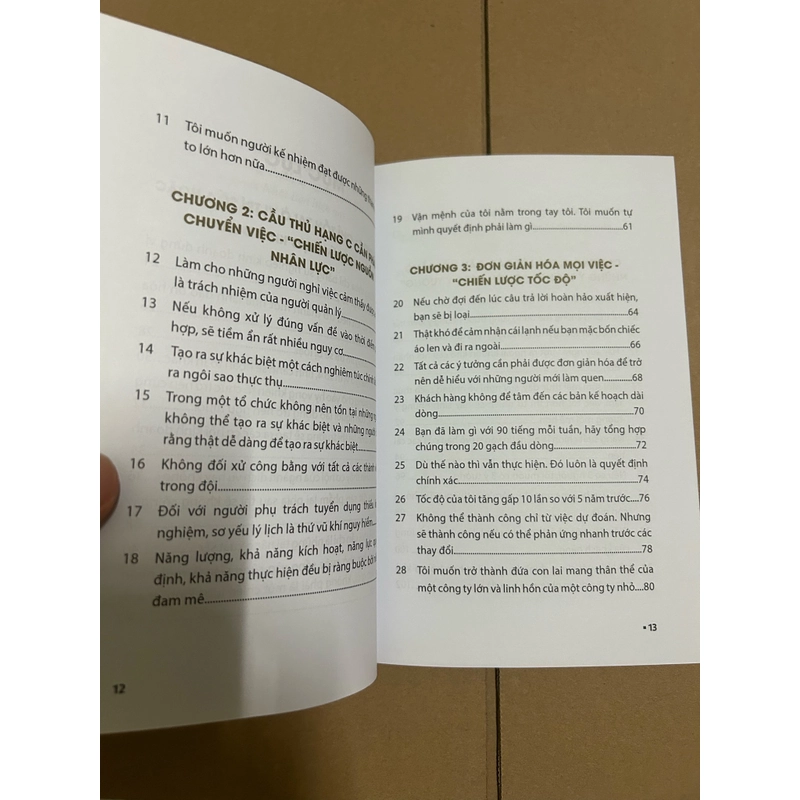 11 Tôi muốn người kế nhiệm đạt được những
to lớn hơn nữa
CHƯƠNG 2: CẦU THỦ HẠNG C CẦN
CHUYỂN VIỆC - “CHIẾN LƯỢC NGUỒN
NHÂN LỰC”
12 Làm cho những người nghỉ việc cảm thấy
là trách nhiệm của người quản lý
13 Nếu không xử lý đúng vấn đề vào thời
hợp, sẽ tiềm ẩn rất nhiều nguy cơ
14 Tạo ra sự khác biệt một cách nghiêm túc
ra ngôi sao thực thụ
15 Trong một tổ chức không nên tồn tại những
không thể tạo ra sự khác biệt và những
rằng thật dễ dàng để tạo ra sự khác biệt
16 Không đối xử công bằng với tất cả các
trong đội
17 Đối với người phụ trách tuyển dụng thiếu
nghiệm, sơ yếu lý lịch là thứ vũ khí nguy hiểm
18 Năng lượng, khả năng kích hoạt, năng lực
định, khả năng thực hiện đều bị ràng buộc bởi
đam mê
12
19 Vận mệnh của tôi nằm trong tay tôi. Tôi muốn tự
mình quyết định phải làm gì 61
CHƯƠNG 3: ĐƠN GIẢN HÓA MỌI VIỆC -
“CHIẾN LƯỢC TỐC ĐỘ”
20 Nếu chờ đợi đến lúc câu trả lời hoàn hảo xuất hiện,
bạn sẽ bị loại 64
21 Thật khó để cảm nhận cái lạnh nếu bạn mặc bốn chiếc
áo len và đi ra ngoài 66
22 Tất cả các ý tưởng cần phải được đơn giản hóa để trở
nên dễ hiểu với những người mới làm quen 68
23 Khách hàng không để tâm đến các bản kế hoạch dài
dòng 70
24 Bạn đã làm gì với 90 tiếng mỗi tuần, hãy tổng hợp
chúng trong 20 gạch đầu dòng 72
25 Dù thế nào thì vẫn thực hiện. Đó luôn là quyết định
chính xác 74
26 Tốc độ của tôi tăng gấp 10 lần so với 5 năm trước 76
27 Không thể thành công chỉ từ việc dự đoán. Nhưng
sẽ thành công nếu có thể phản ứng nhanh trước các
thay đổi 78
28 Tôi muốn trở thành đứa con lai mang thân thể của
một công ty lớn và linh hồn của một công ty nhỏ 80
• 13